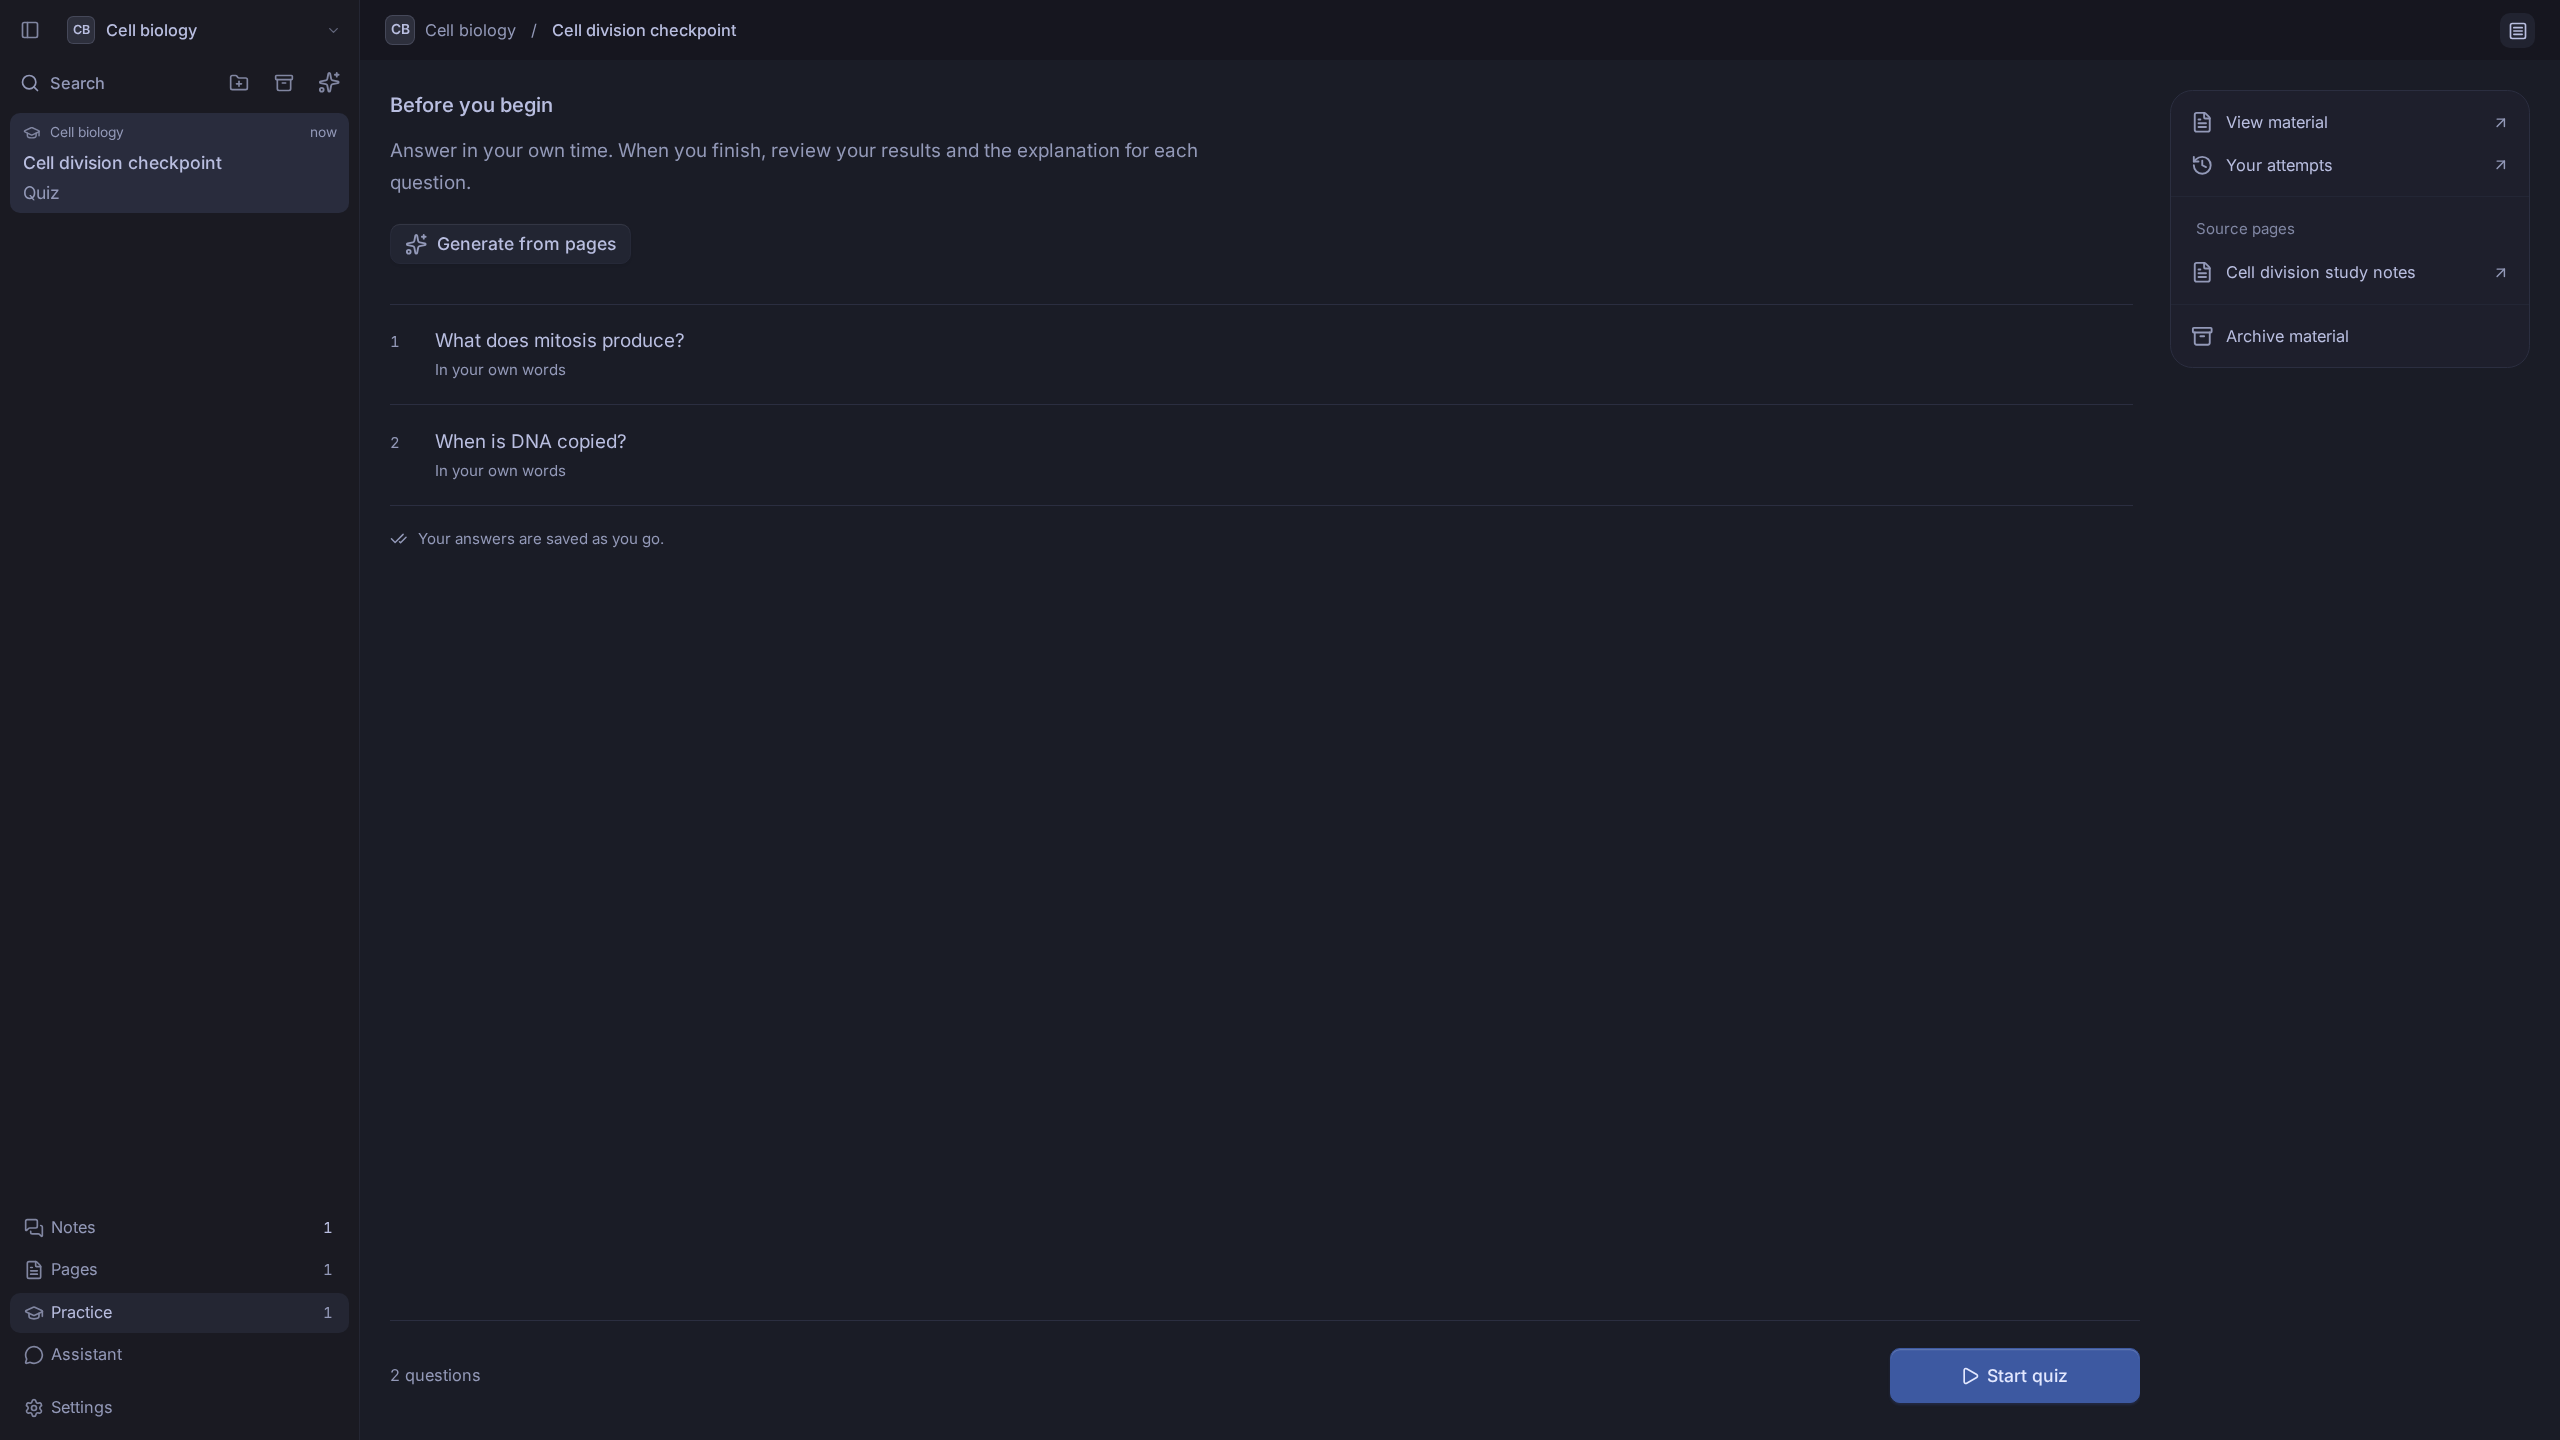 CB Cell biology
Search
Cell biology now
Cell division checkpoint
Quiz
Notes 1
Pages 1
Practice 1
Assistant
Settings
CB Cell biology / Cell division checkpoint
Before you begin
Answer in your own time. When you finish, review your results and the explanation for each
question.
Generate from pages
1 What does mitosis produce?
In your own words
2 When is DNA copied?
In your own words
Your answers are saved as you go.
2 questions
Start quiz
View material
Your attempts
Source pages
Cell division study notes
Archive material